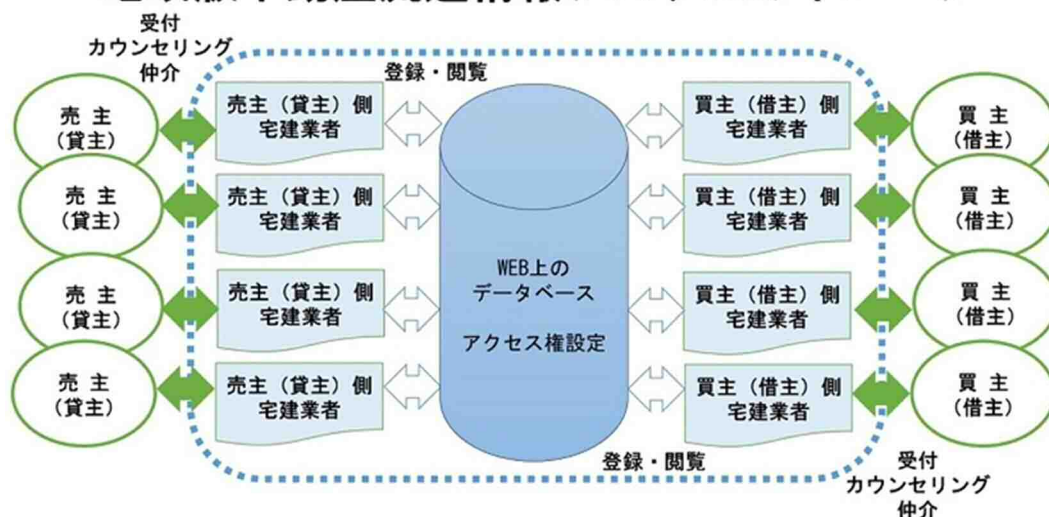 受付
カウンセリング
仲介
登録・閲覧
売 主
(貸主)
売主（貸主）側
宅建業者
買主（借主）側
宅建業者
買 主
(借主)
売 主
(貸主)
売主（貸主）側
宅建業者
買主（借主）側
宅建業者
買 主
(借主)
WEB上の
データベース
アクセス権設定
売 主
(貸主)
売主（貸主）側
宅建業者
買主（借主）側
宅建業者
買 主
(借主)
売 主
(貸主)
売主（貸主）側
宅建業者
買主（借主）側
宅建業者
買 主
(借主)
登録・閲覧
受付
カウンセリング
仲介